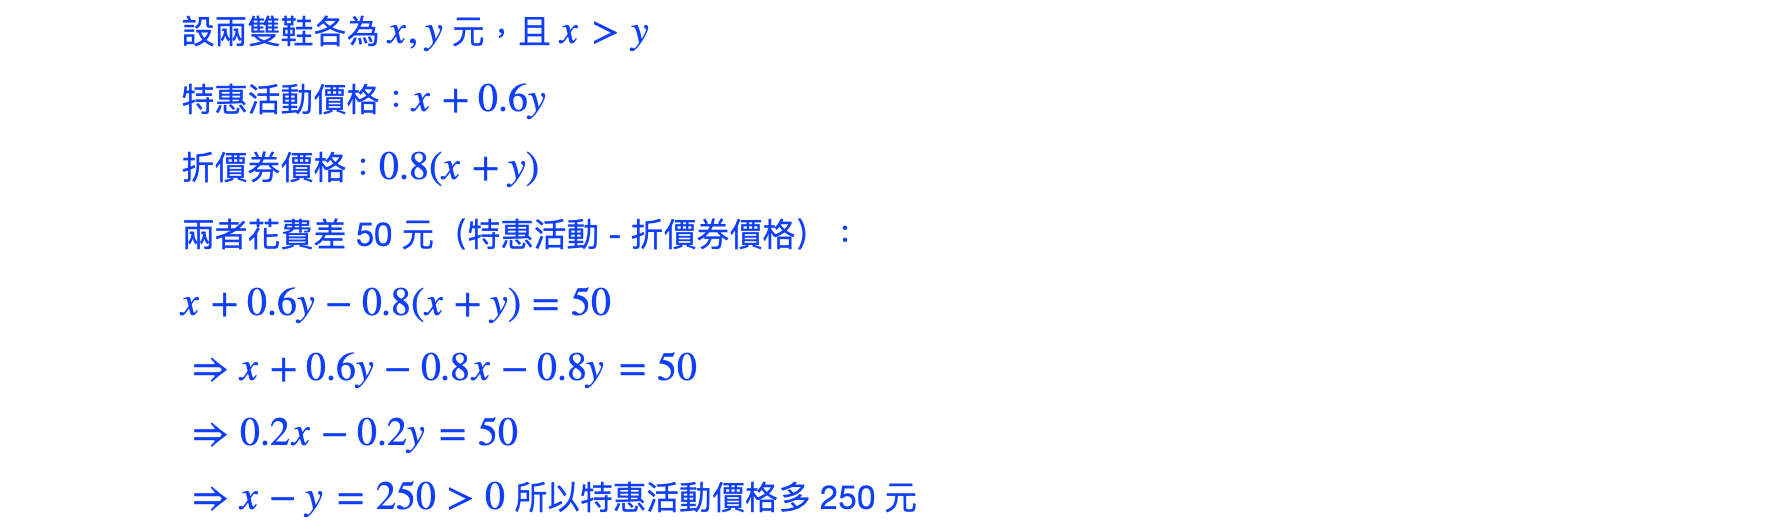 設兩雙鞋各為 x, y 元，且 x > y
特惠活動價格：x + 0.6y
折價券價格：0.8(x + y)
兩者花費差 50 元（特惠活動 - 折價券價格）：
x + 0.6y − 0.8(x + y) = 50
⇒ x + 0.6y − 0.8x − 0.8y = 50
⇒ 0.2x − 0.2y = 50
⇒ x − y = 250 > 0 所以特惠活動價格多 250 元